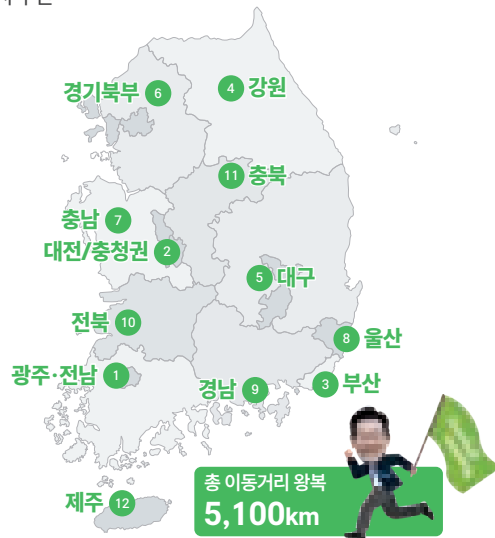 경기북부 6
4 강원
11 충북
충남 7
대전/충청권 2
5 대구
전북 10
8 울산
광주·전남 1
경남 9
3 부산
제주 12
총 이동거리 왕복
5,100km